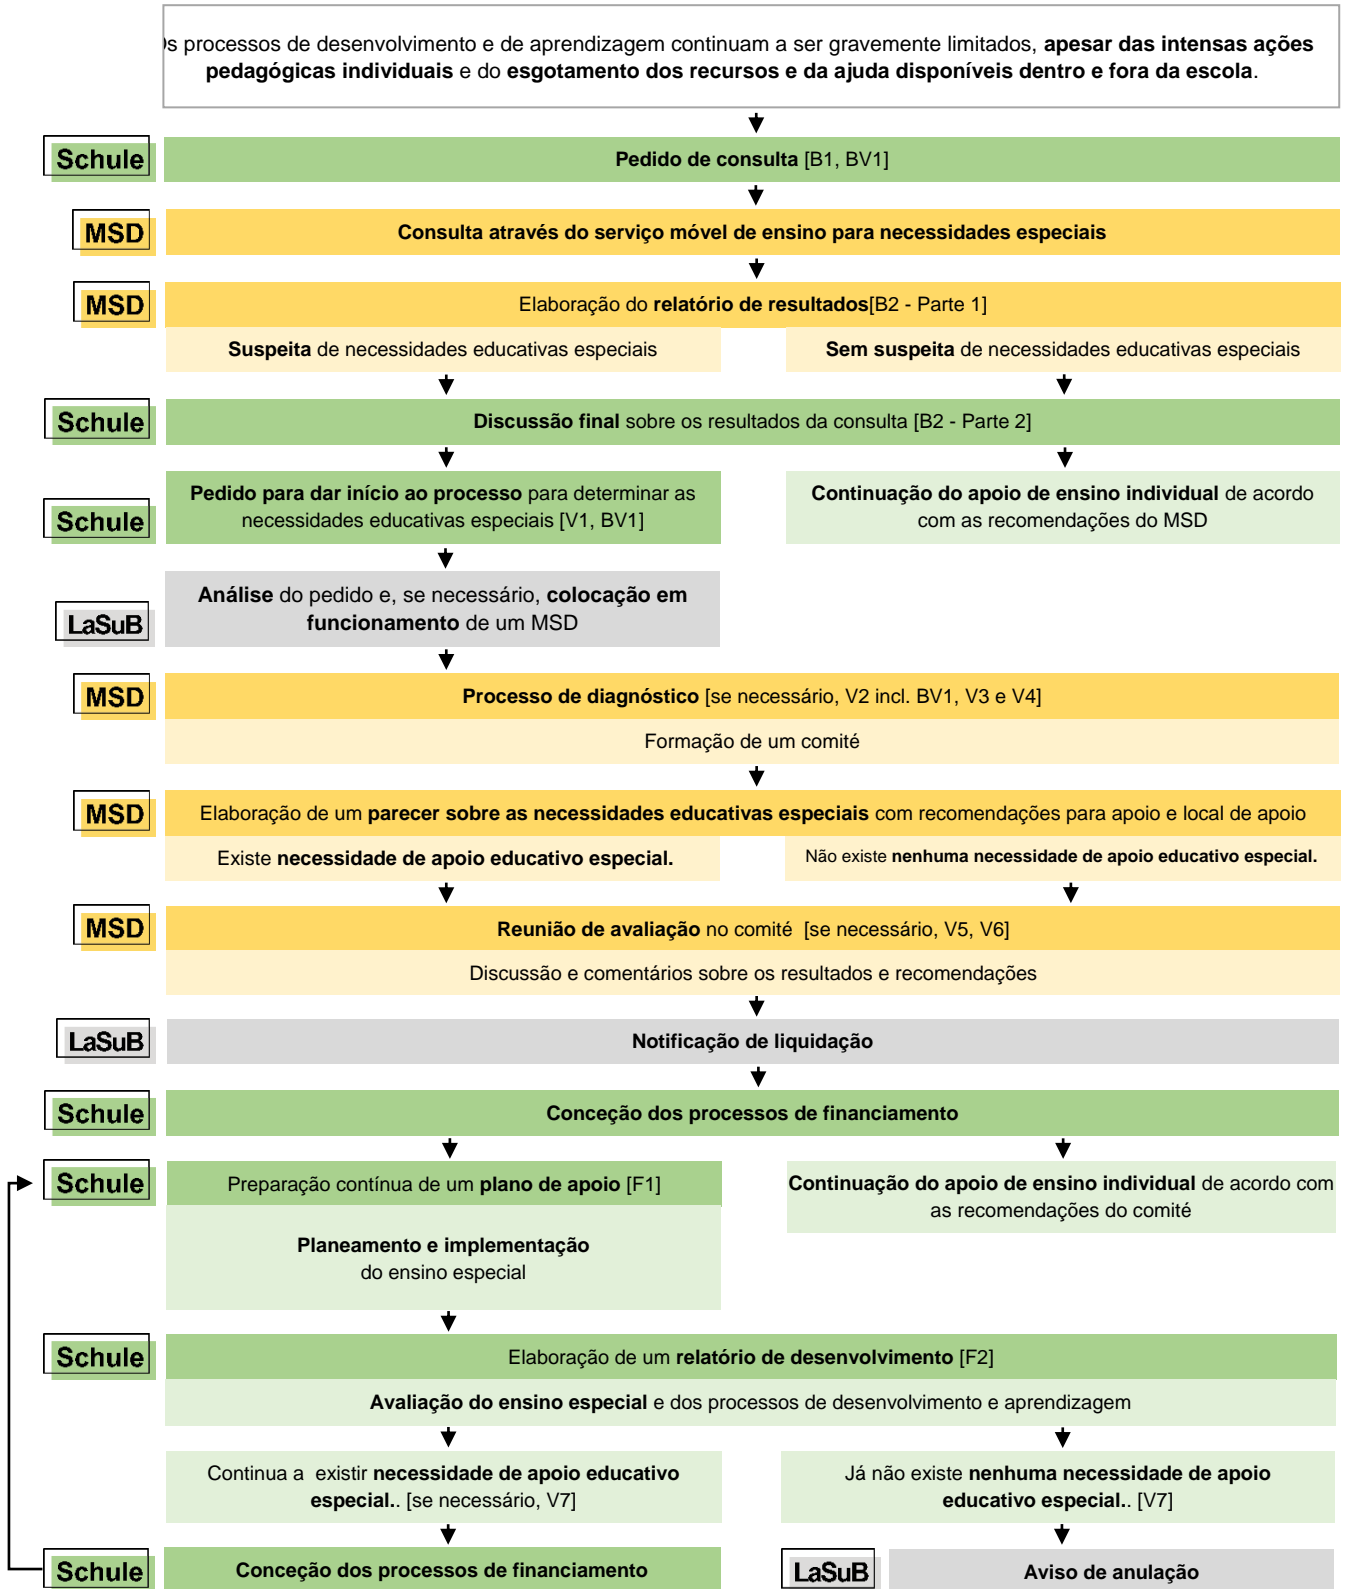 s processos de desenvolvimento e de aprendizagem continuam a ser gravemente limitados, apesar das intensas ações
pedagógicas individuais e do esgotamento dos recursos e da ajuda disponíveis dentro e fora da escola.
Schule
Pedido de consulta [B1, BV1]
MSD
Consulta através do serviço móvel de ensino para necessidades especiais
MSD
Elaboração do relatório de resultados[B2 - Parte 1]
Suspeita de necessidades educativas especiais
Sem suspeita de necessidades educativas especiais
Schule
Discussão final sobre os resultados da consulta [B2 - Parte 2]
Schule
Pedido para dar início ao processo para determinar as
necessidades educativas especiais [V1, BV1]
Continuação do apoio de ensino individual de acordo
com as recomendações do MSD
LaSuB
Análise do pedido e, se necessário, colocação em
funcionamento de um MSD
MSD
Processo de diagnóstico [se necessário, V2 incl. BV1, V3 e V4]
Formação de um comité
MSD
Elaboração de um parecer sobre as necessidades educativas especiais com recomendações para apoio e local de apoio
Existe necessidade de apoio educativo especial.
Não existe nenhuma necessidade de apoio educativo especial.
MSD
Reunião de avaliação no comité [se necessário, V5, V6]
Discussão e comentários sobre os resultados e recomendações
LaSuB
Notificação de liquidação
Schule
Conceção dos processos de financiamento
Schule
Preparação contínua de um plano de apoio [F1]
Planeamento e implementação
do ensino especial
Continuação do apoio de ensino individual de acordo com
as recomendações do comité
Schule
Elaboração de um relatório de desenvolvimento [F2]
Avaliação do ensino especial e dos processos de desenvolvimento e aprendizagem
Continua a existir necessidade de apoio educativo
especial.. [se necessário, V7]
Já não existe nenhuma necessidade de apoio
educativo especial.. [V7]
Schule
Conceção dos processos de financiamento
LaSuB
Aviso de anulação